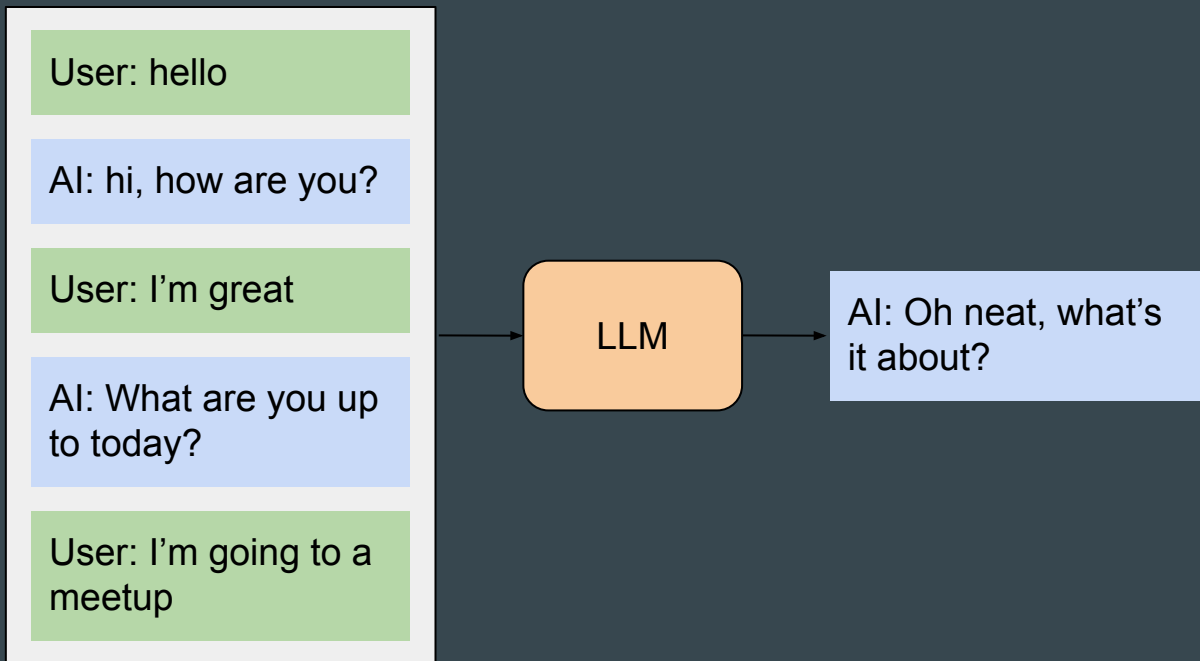 User: hello
AI: hi, how are you?
User: I’m great
AI: What are you up
to today?
User: I’m going to a
meetup
LLM
AI: Oh neat, what’s
it about?